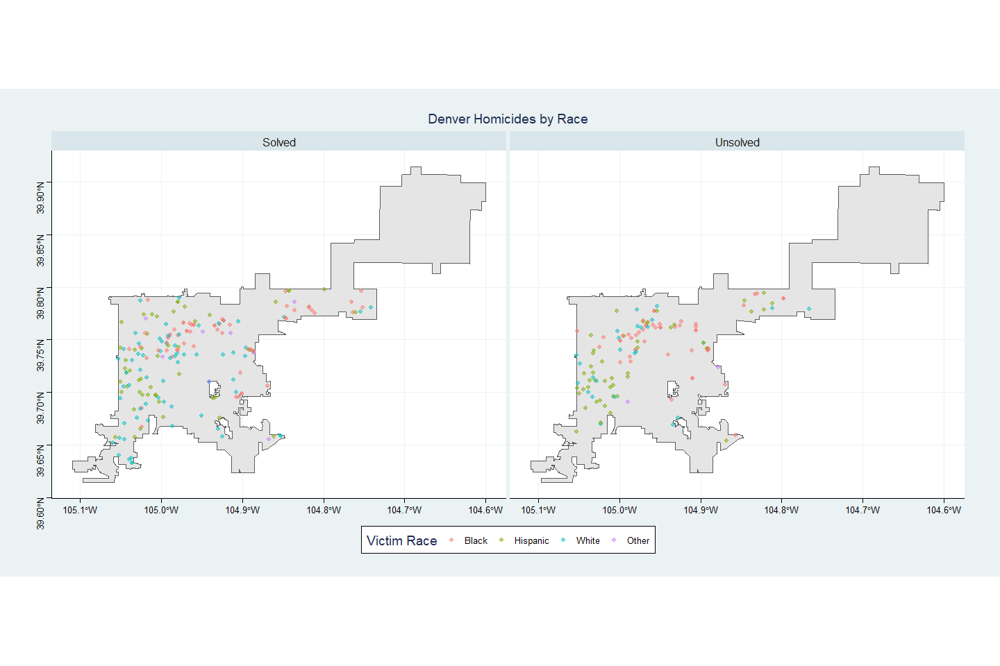 Denver Homicides by Race
Solved
Unsolved
39.90°N
39.85°N
39.80°N
39.75°N
39.70°N
39.65°N
39.60°N
105.1°W 105.0°W 104.9°W 104.8°W 104.7°W 104.6°W
105.1°W 105.0°W 104.9°W 104.8°W 104.7°W 104.6°W
Victim Race Black Hispanic White Other